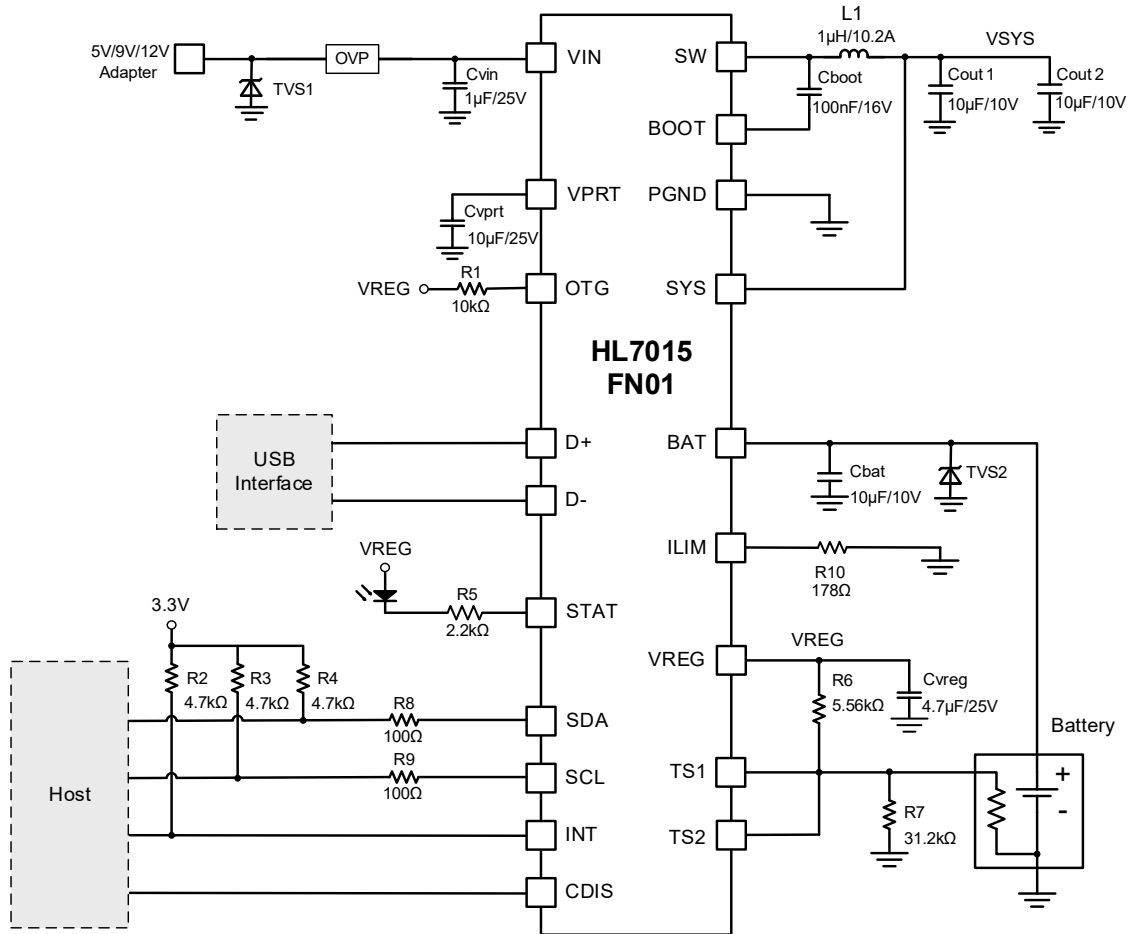 5V/9V/12V
Adapter
OVP
TVS1
Cvin
1µF/25V
VIN
SW
L1
1µH/10.2A
VSYS
Cboot
100nF/16V
Cout 1
10µF/10V
Cout 2
10µF/10V
BOOT
VPRT
PGND
Cvprt
10µF/25V
VREG
R1
10kΩ
OTG
SYS
HL7015
FN01
USB
Interface
D+
D-
BAT
Cbat
10µF/10V
TVS2
ILIM
R10
178Ω
VREG
R5
2.2kΩ
STAT
3.3V
R2
4.7kΩ
R3
4.7kΩ
R4
4.7kΩ
VREG
VREG
R6
5.56kΩ
Cvreg
4.7µF/25V
Host
R8
100Ω
SDA
R9
100Ω
SCL
INT
CDIS
TS1
TS2
R7
31.2kΩ
Battery
+
-